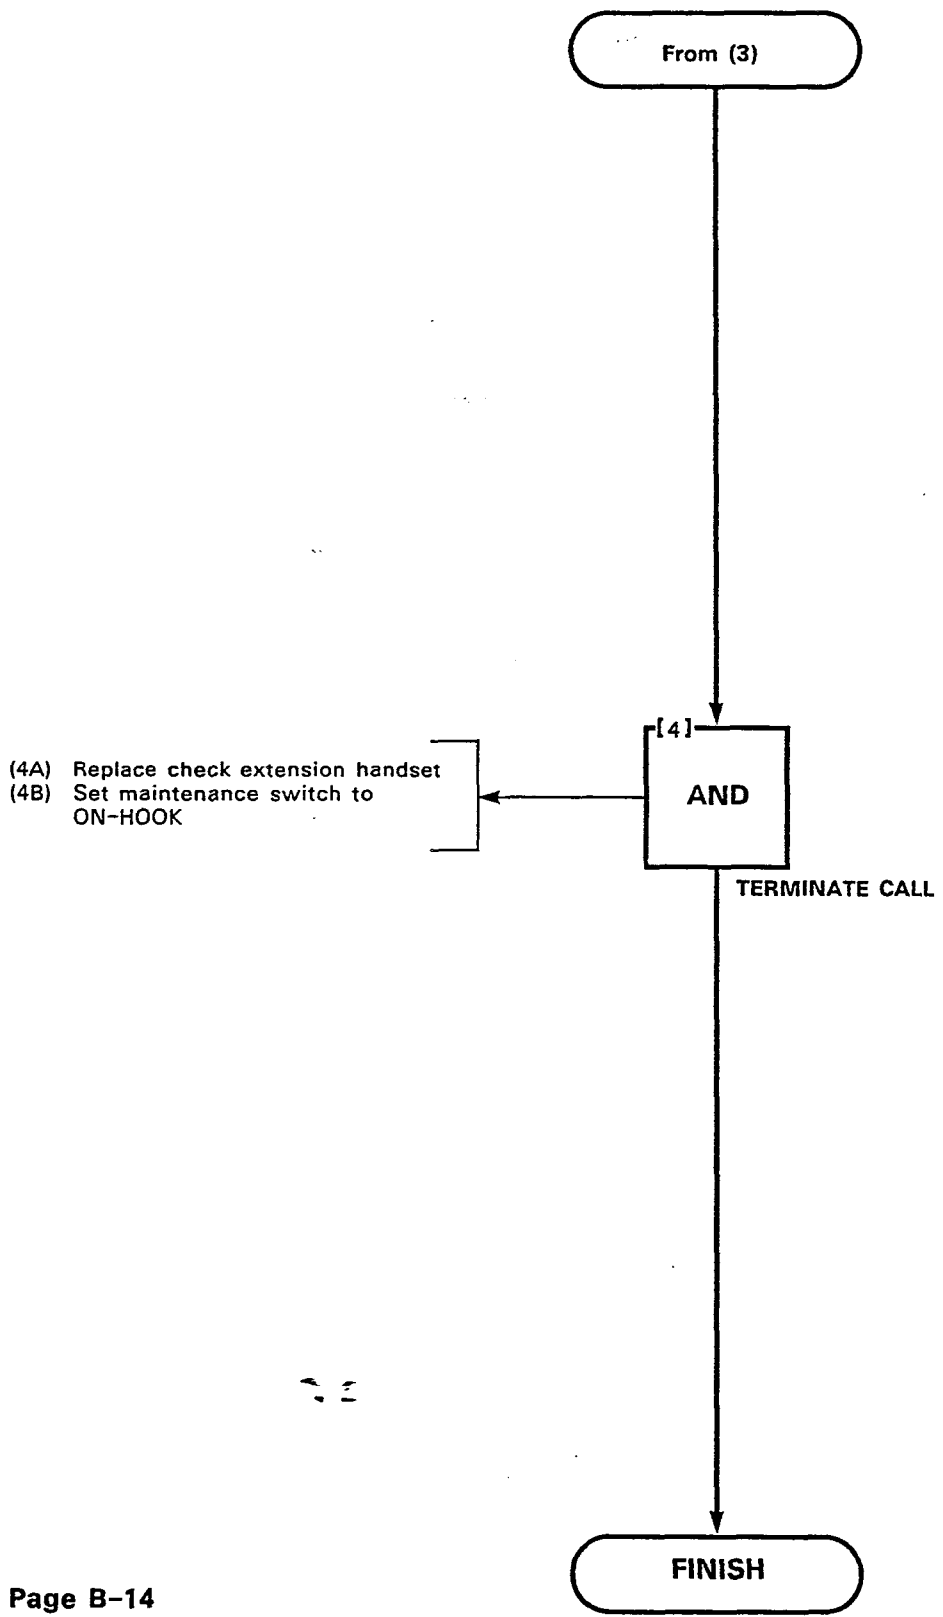 From (3)
[4]
AND
(4A) Replace check extension handset
(4B) Set maintenance switch to
ON-HOOK
TERMINATE CALL
FINISH
Page B-14